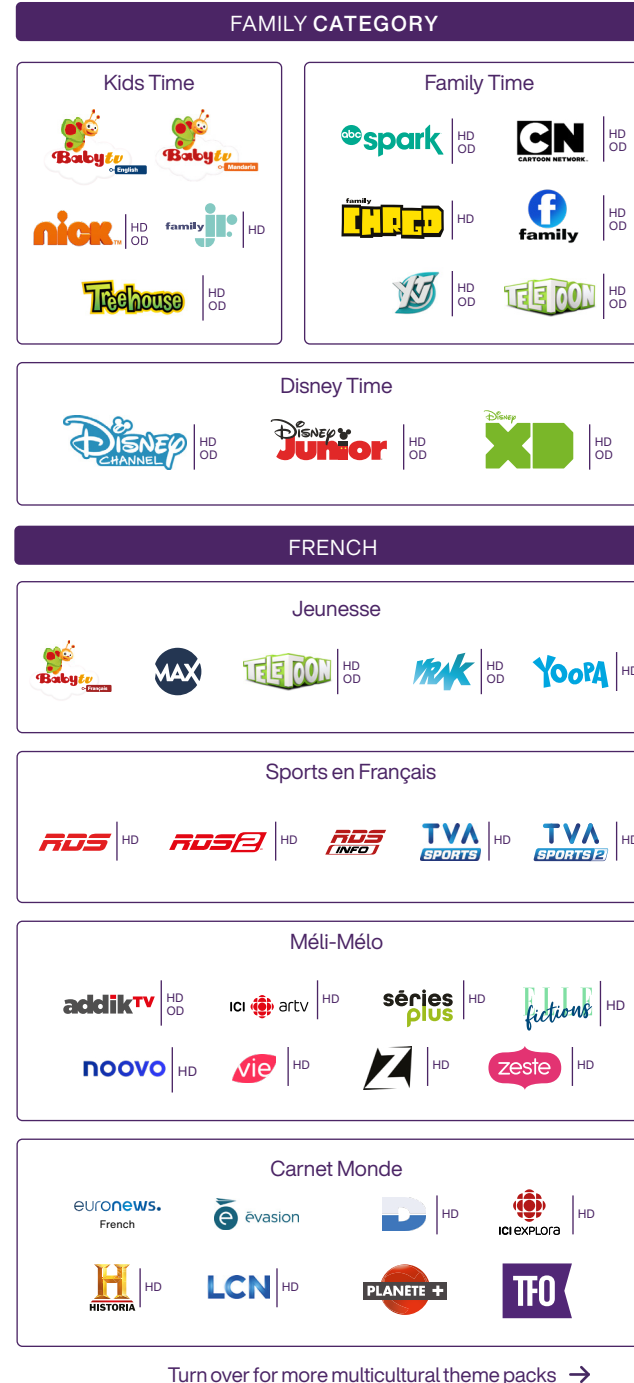 FAMILY CATEGORY
Kids Time
Babytv English
Babytv Mandarin
nick TM HD OD
family jr. HD
Treehouse HD OD
Family Time
abc spark HD OD
CN CARTOON NETWORK. HD OD
family CHRGD HD
f family HD OD
YTV HD OD
TELETOON HD OD
Disney Time
Disney CHANNEL HD OD
Disney Junior HD OD
Disney XD HD OD
FRENCH
Jeunesse
Babytv Français
MAX
TELETOON HD OD
YOOPA HD
Sports en Français
RDS HD
RDS2 HD
RDS INFO
TVA SPORTS HD
TVA SPORTS 2 HD
Méli-Mélo
addikTV HD OD
ICI artv HD
séries plus HD
ELLE fictions HD
noovo HD
vie HD
Z HD
zeste HD
Carnet Monde
euronews. French
é évasion
D HD
ICI EXPLORA HD
H HISTORIA HD
LCN HD
PLANÈTE +
TFO
Turn over for more multicultural theme packs →